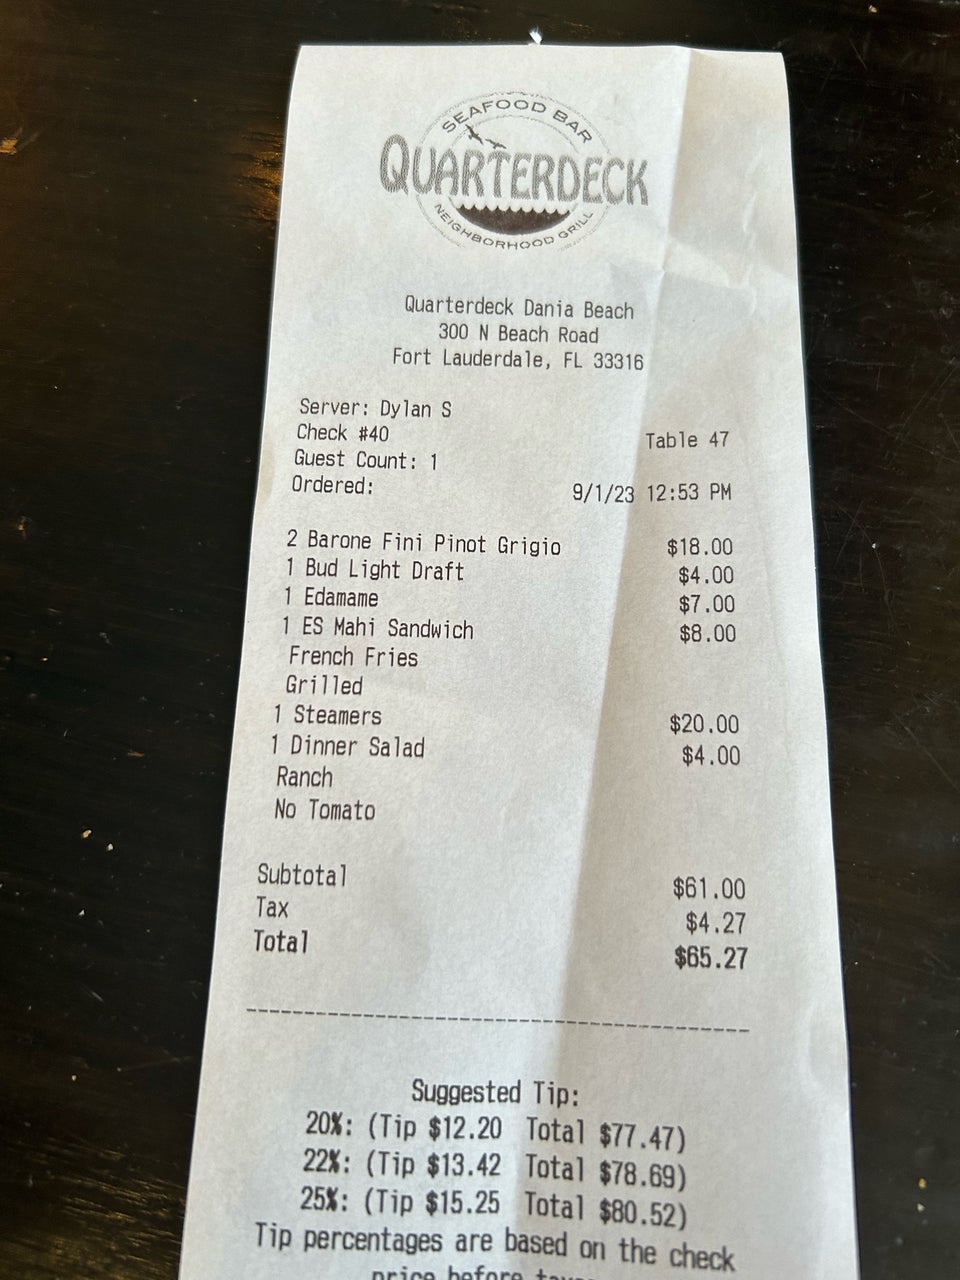 SEAFOOD BAR
QUARTERDECK
NEIGHBORHOOD GRILL
Quarterdeck Dania Beach
300 N Beach Road
Fort Lauderdale, FL 33316
Server: Dylan S
Check #40 Table 47
Guest Count: 1
Ordered: 9/1/23 12:53 PM
2 Barone Fini Pinot Grigio $18.00
1 Bud Light Draft $4.00
1 Edamame $7.00
1 ES Mahi Sandwich $8.00
French Fries
Grilled
1 Steamers $20.00
1 Dinner Salad $4.00
Ranch
No Tomato
Subtotal $61.00
Tax $4.27
Total $65.27
Suggested Tip:
20%: (Tip $12.20 Total $77.47)
22%: (Tip $13.42 Total $78.69)
25%: (Tip $15.25 Total $80.52)
Tip percentages are based on the check
price before taxes